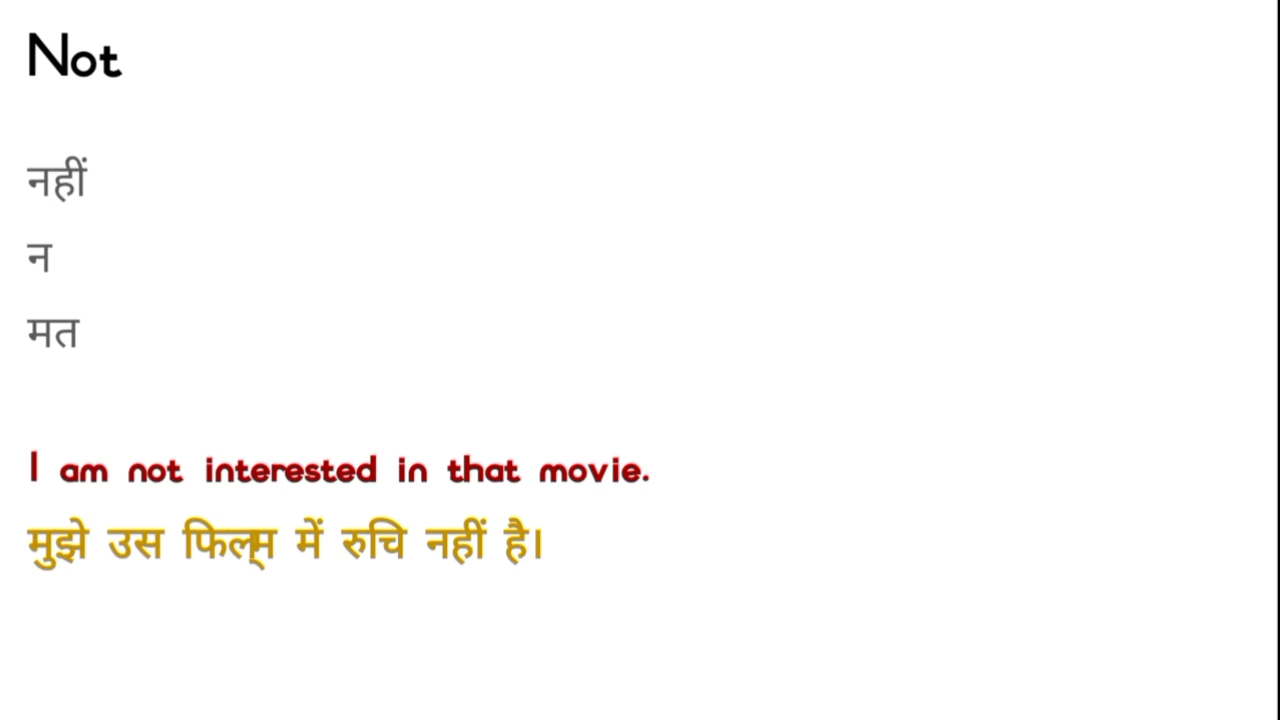 Not
नहीं
न
मत
I am not interested in that movie.
मुझे उस फिल्म में रुचि नहीं है।